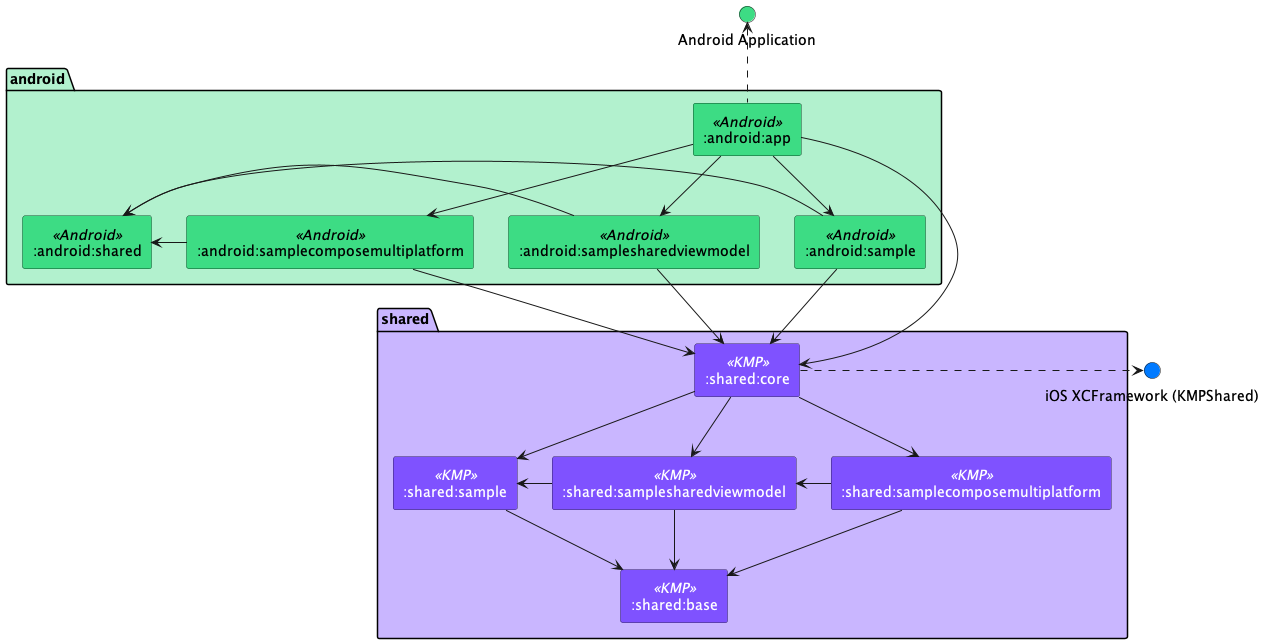 Android Application
android
«Android»
:android:app
«Android»
:android:shared
«Android»
:android:samplecomposemultiplatform
«Android»
:android:samplesharedviewmodel
«Android»
:android:sample
shared
«KMP»
:shared:core
iOS XCFramework (KMPShared)
«KMP»
:shared:sample
«KMP»
:shared:samplesharedviewmodel
«KMP»
:shared:samplecomposemultiplatform
«KMP»
:shared:base